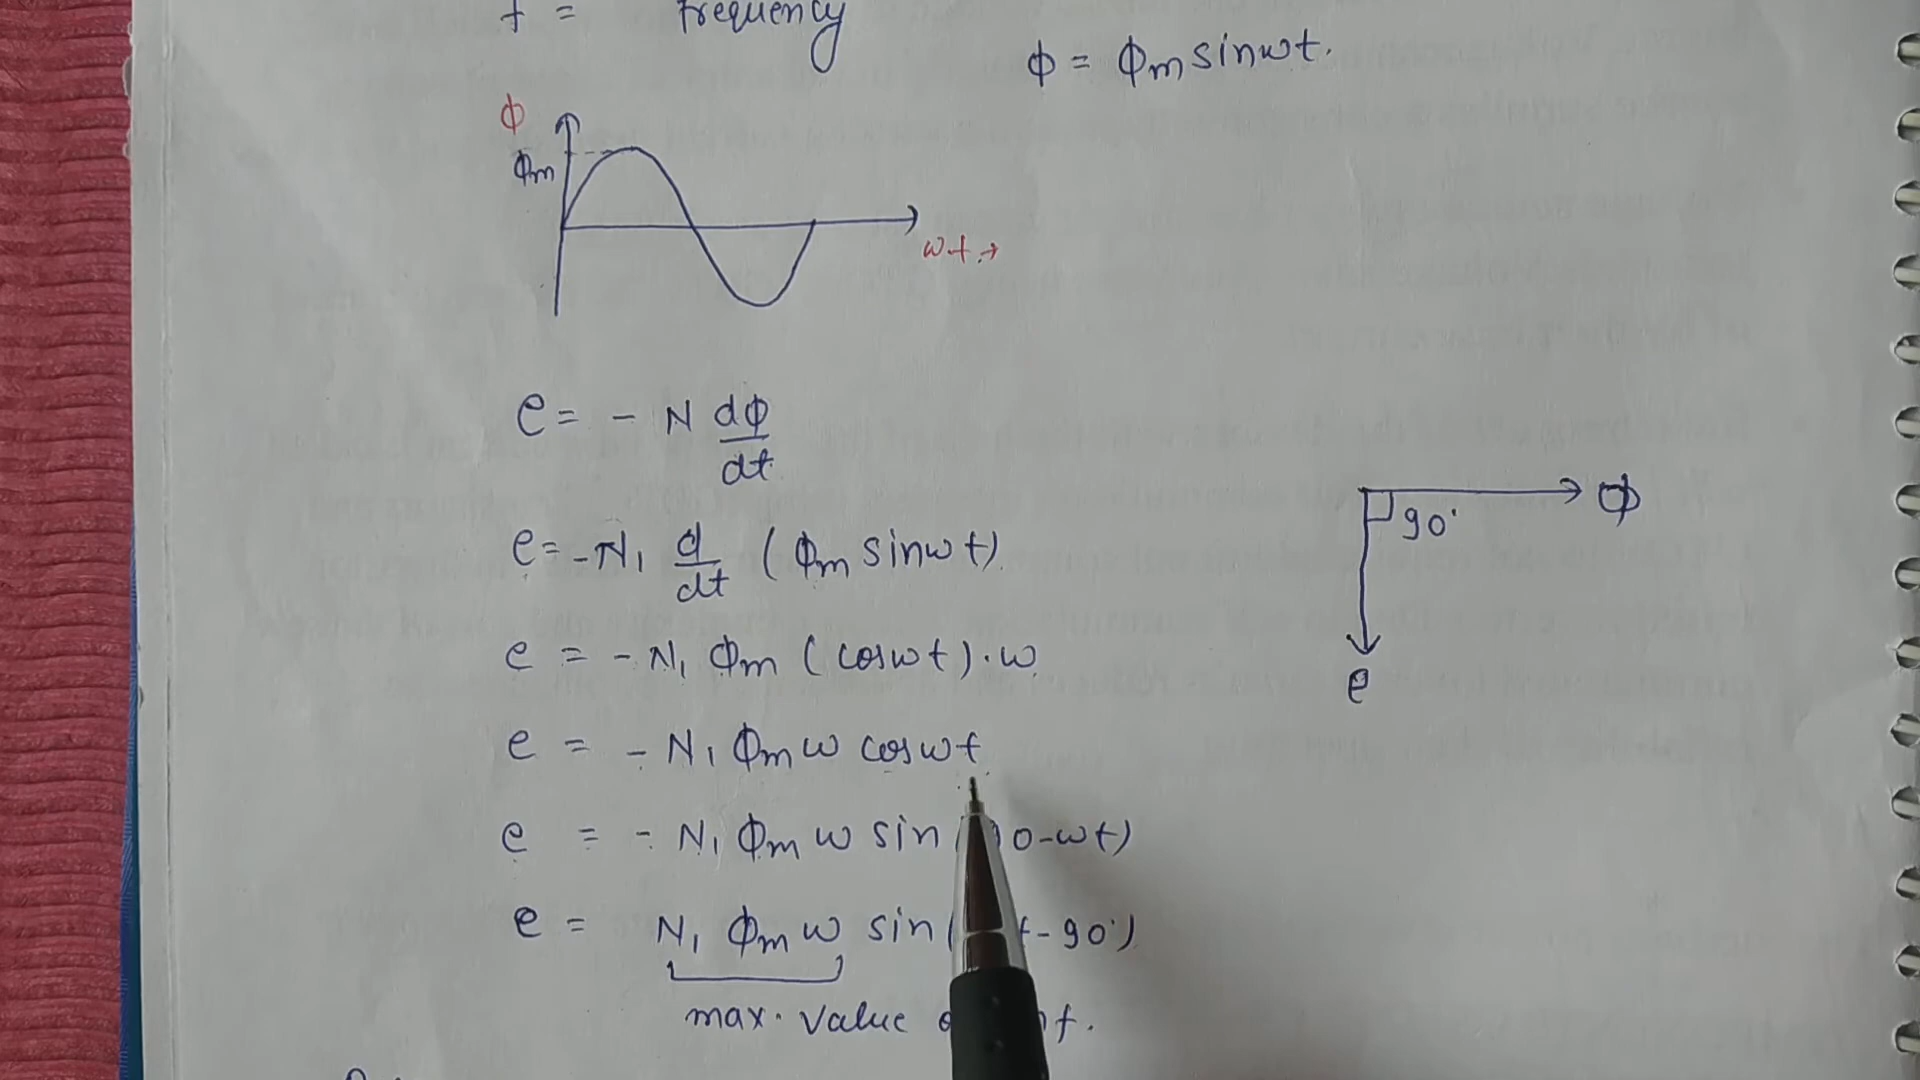 f = frequency
ϕ = ϕm sinωt.
ϕ
ϕm
ωt →
e = - N dϕ/dt
e = -N₁ d/dt (ϕm sinωt)
e = - N₁ ϕm (cosωt).ω
e = - N₁ ϕm ω cosωt
e = - N₁ ϕm ω sin 0-ωt)
e = N₁ ϕm ω sin( t-90°)
max. value
90°
ϕ
e